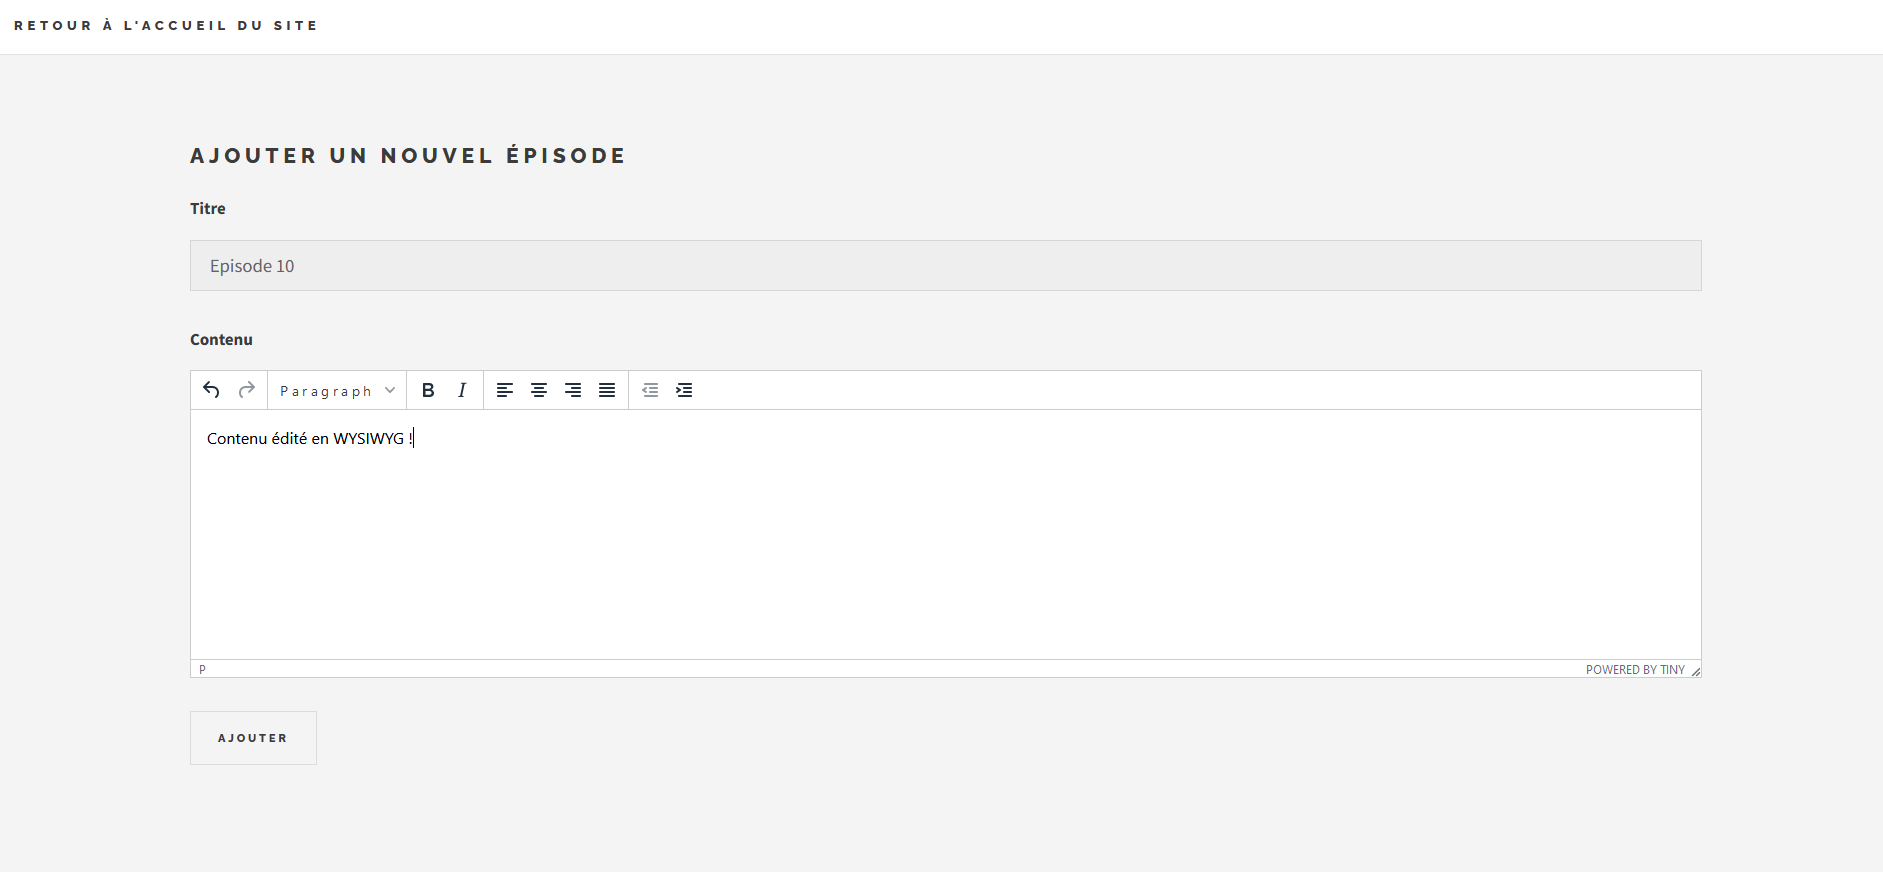 RETOUR À L'ACCUEIL DU SITE
AJOUTER UN NOUVEL ÉPISODE
Titre
Episode 10
Contenu
Paragraph B I
Contenu édité en WYSIWYG !
P POWERED BY TINY
AJOUTER